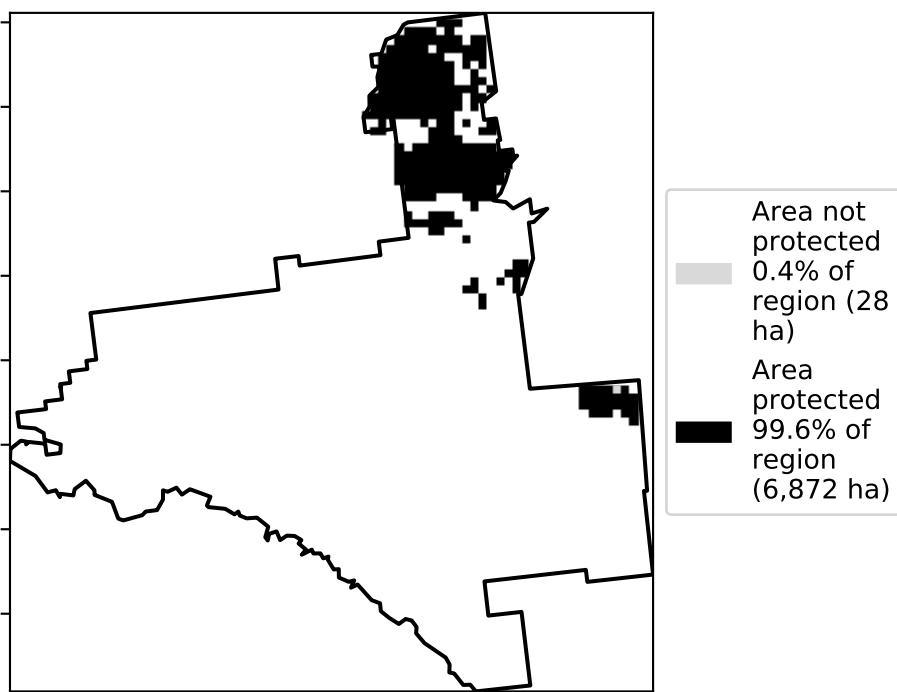 Area not
protected
0.4% of
region (28
ha)
Area
protected
99.6% of
region
(6,872 ha)